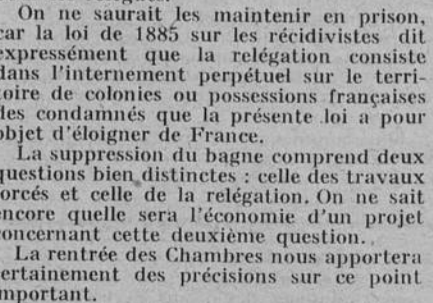 On ne saurait les maintenir en prison,
car la loi de 1885 sur les récidivistes dit
expressément que la relégation consiste
dans l'internement perpétuel sur le terri-
toire de colonies ou possessions françaises
des condamnés que la présente loi a pour
objet d'éloigner de France.
La suppression du bagne comprend deux
questions bien distinctes : celle des travaux
forcés et celle de la relégation. On ne sait
encore quelle sera l'économie d'un projet
concernant cette deuxième question.
La rentrée des Chambres nous apportera
certainement des précisions sur ce point
important.